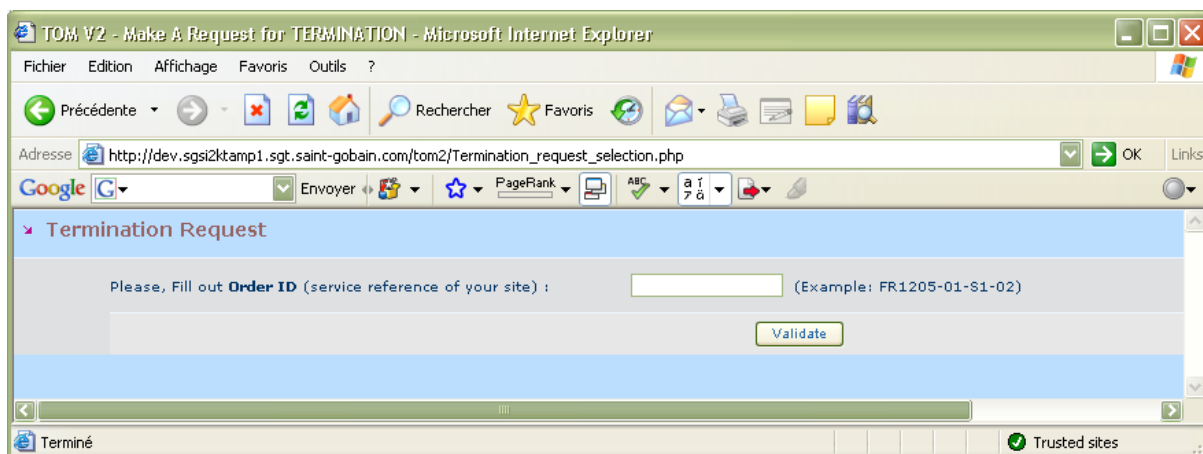 TOM V2 - Make A Request for TERMINATION - Microsoft Internet Explorer
Fichier Edition Affichage Favoris Outils ?
Précédente Rechercher Favoris
Adresse http://dev.sgsi2ktamp1.sgt.saint-gobain.com/tom2/Termination_request_selection.php OK Links
Google G Envoyer PageRank ABC
Termination Request
Please, Fill out Order ID (service reference of your site) : (Example: FR1205-01-S1-02)
Validate
Terminé Trusted sites